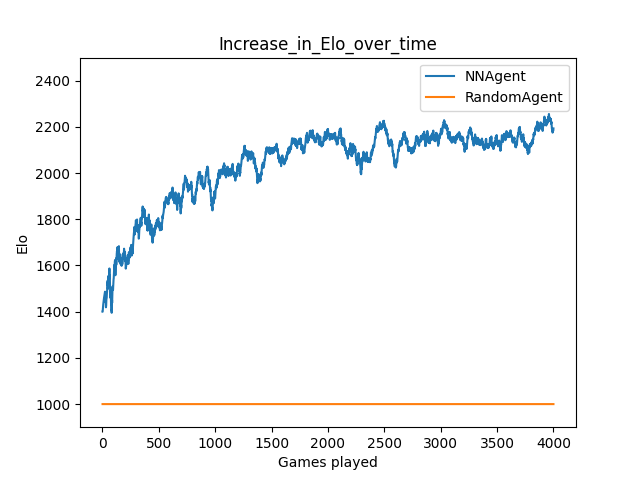 Increase_in_Elo_over_time
NNAgent
RandomAgent
2400
2200
2000
1800
1600
1400
1200
1000
Elo
0 500 1000 1500 2000 2500 3000 3500 4000
Games played